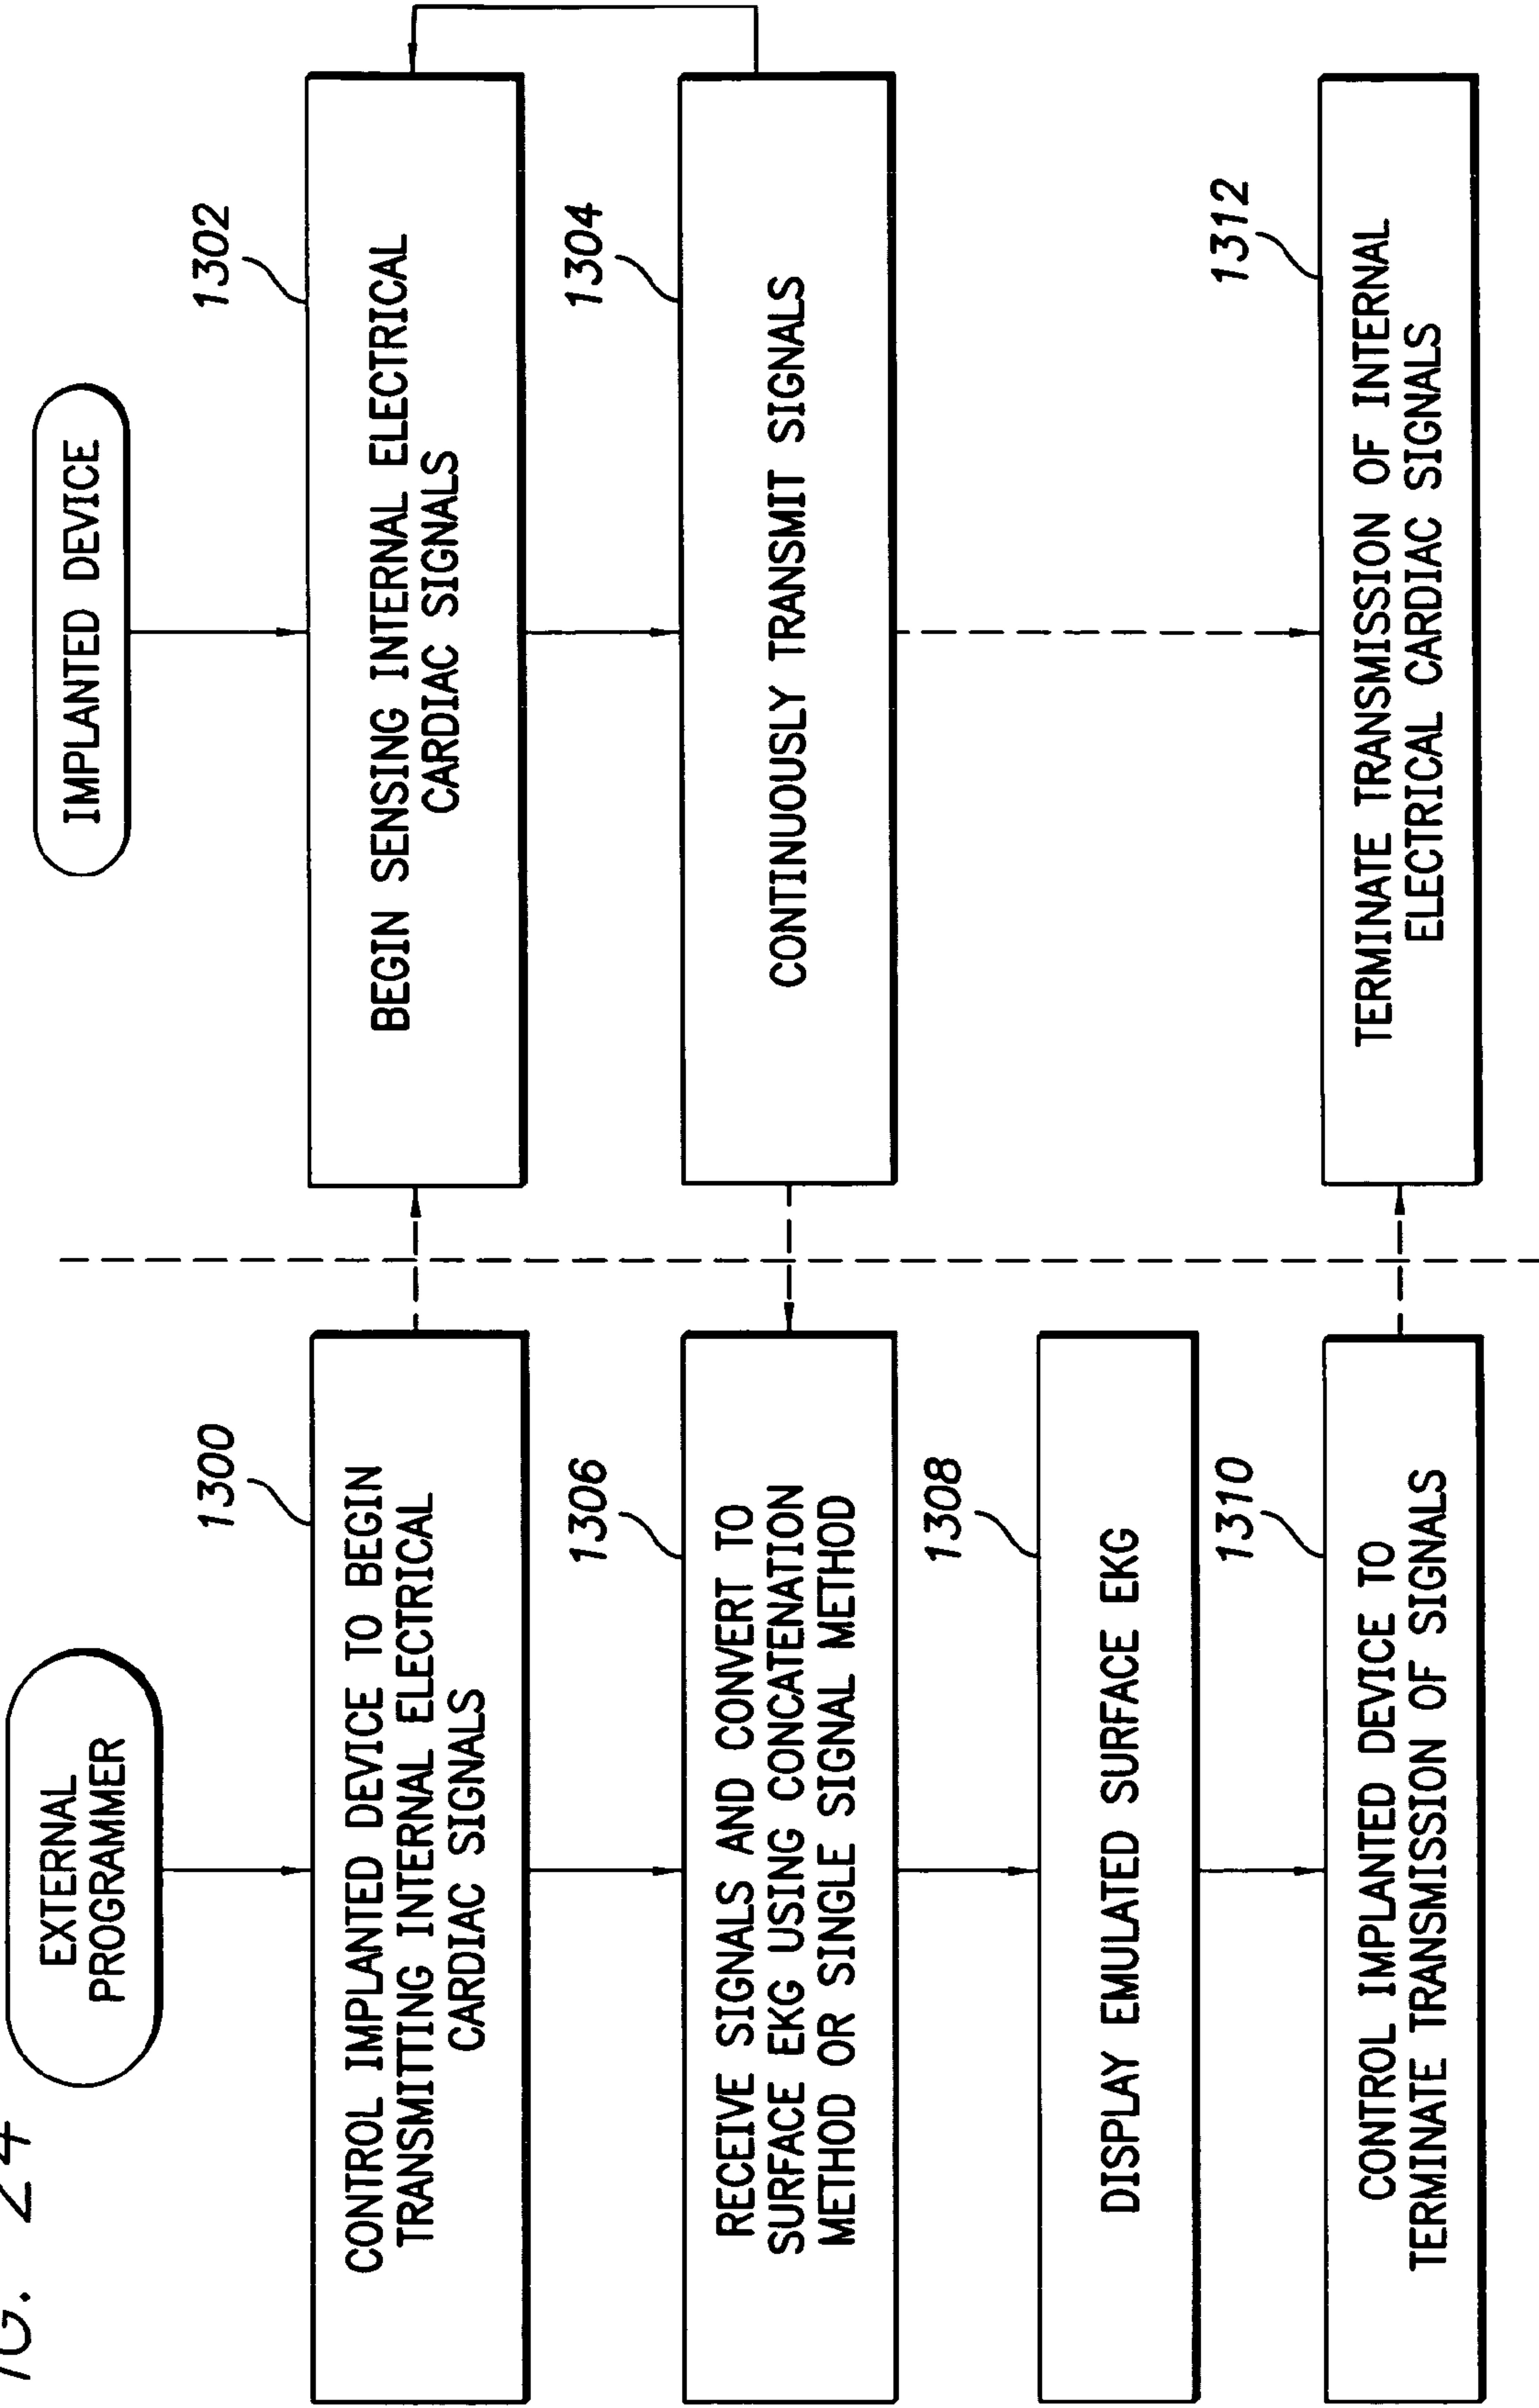 24
EXTERNAL
PROGRAMMER
1300
CONTROL IMPLANTED DEVICE TO BEGIN
TRANSMITTING INTERNAL ELECTRICAL
CARDIAC SIGNALS
1306
RECEIVE SIGNALS AND CONVERT TO
SURFACE EKG USING CONCATENATION
METHOD OR SINGLE SIGNAL METHOD
1308
DISPLAY EMULATED SURFACE EKG
1310
CONTROL IMPLANTED DEVICE TO
TERMINATE TRANSMISSION OF SIGNALS
IMPLANTED DEVICE
1302
BEGIN SENSING INTERNAL ELECTRICAL
CARDIAC SIGNALS
1304
CONTINUOUSLY TRANSMIT SIGNALS
1312
TERMINATE TRANSMISSION OF INTERNAL
ELECTRICAL CARDIAC SIGNALS